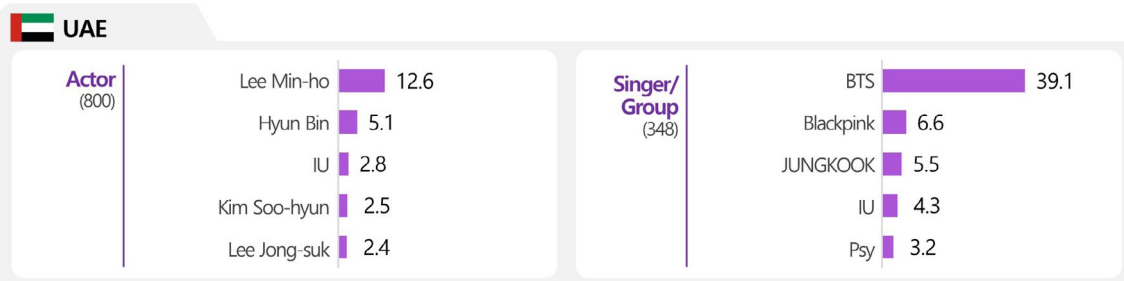 UAE
Actor
(800)
Lee Min-ho 12.6
Hyun Bin 5.1
IU 2.8
Kim Soo-hyun 2.5
Lee Jong-suk 2.4
Singer/
Group
(348)
BTS 39.1
Blackpink 6.6
JUNGKOOK 5.5
IU 4.3
Psy 3.2